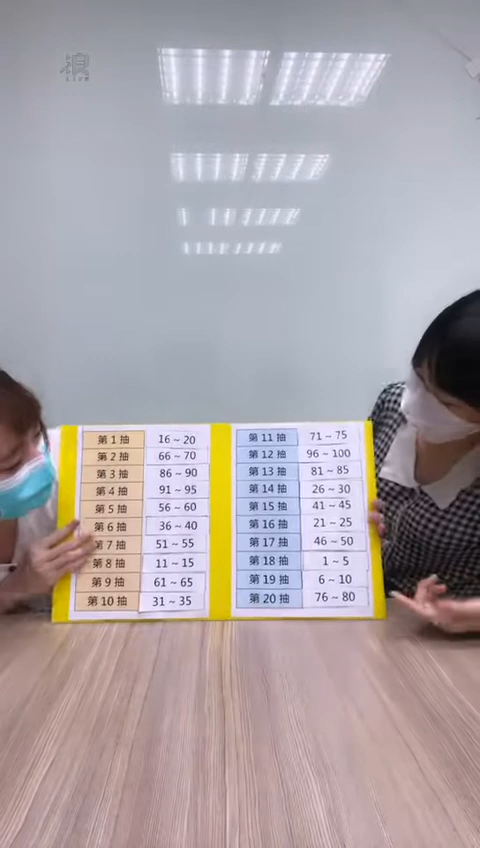 浪
LIVE
第 1 抽 16 ~ 20
第 2 抽 66 ~ 70
第 3 抽 86 ~ 90
第 4 抽 91 ~ 95
第 5 抽 56 ~ 60
第 6 抽 36 ~ 40
第 7 抽 51 ~ 55
第 8 抽 11 ~ 15
第 9 抽 61 ~ 65
第 10 抽 31 ~ 35
第 11 抽 71 ~ 75
第 12 抽 96 ~ 100
第 13 抽 81 ~ 85
第 14 抽 26 ~ 30
第 15 抽 41 ~ 45
第 16 抽 21 ~ 25
第 17 抽 46 ~ 50
第 18 抽 1 ~ 5
第 19 抽 6 ~ 10
第 20 抽 76 ~ 80